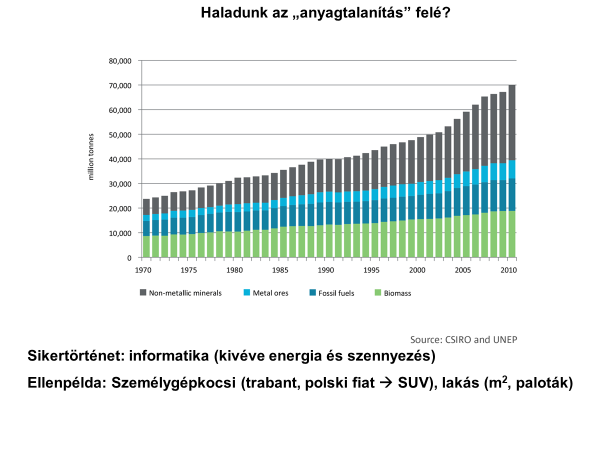 Haladunk az „anyagtalanítás” felé?
80,000
70,000
60,000
50,000
40,000
30,000
20,000
10,000
0
million tonnes
1970 1975 1980 1985 1990 1995 2000 2005 2010
Non-metallic minerals Metal ores Fossil fuels Biomass
Source: CSIRO and UNEP
Sikertörténet: informatika (kivéve energia és szennyezés)
Ellenpélda: Személygépkocsi (trabant, polski fiat → SUV), lakás (m², paloták)